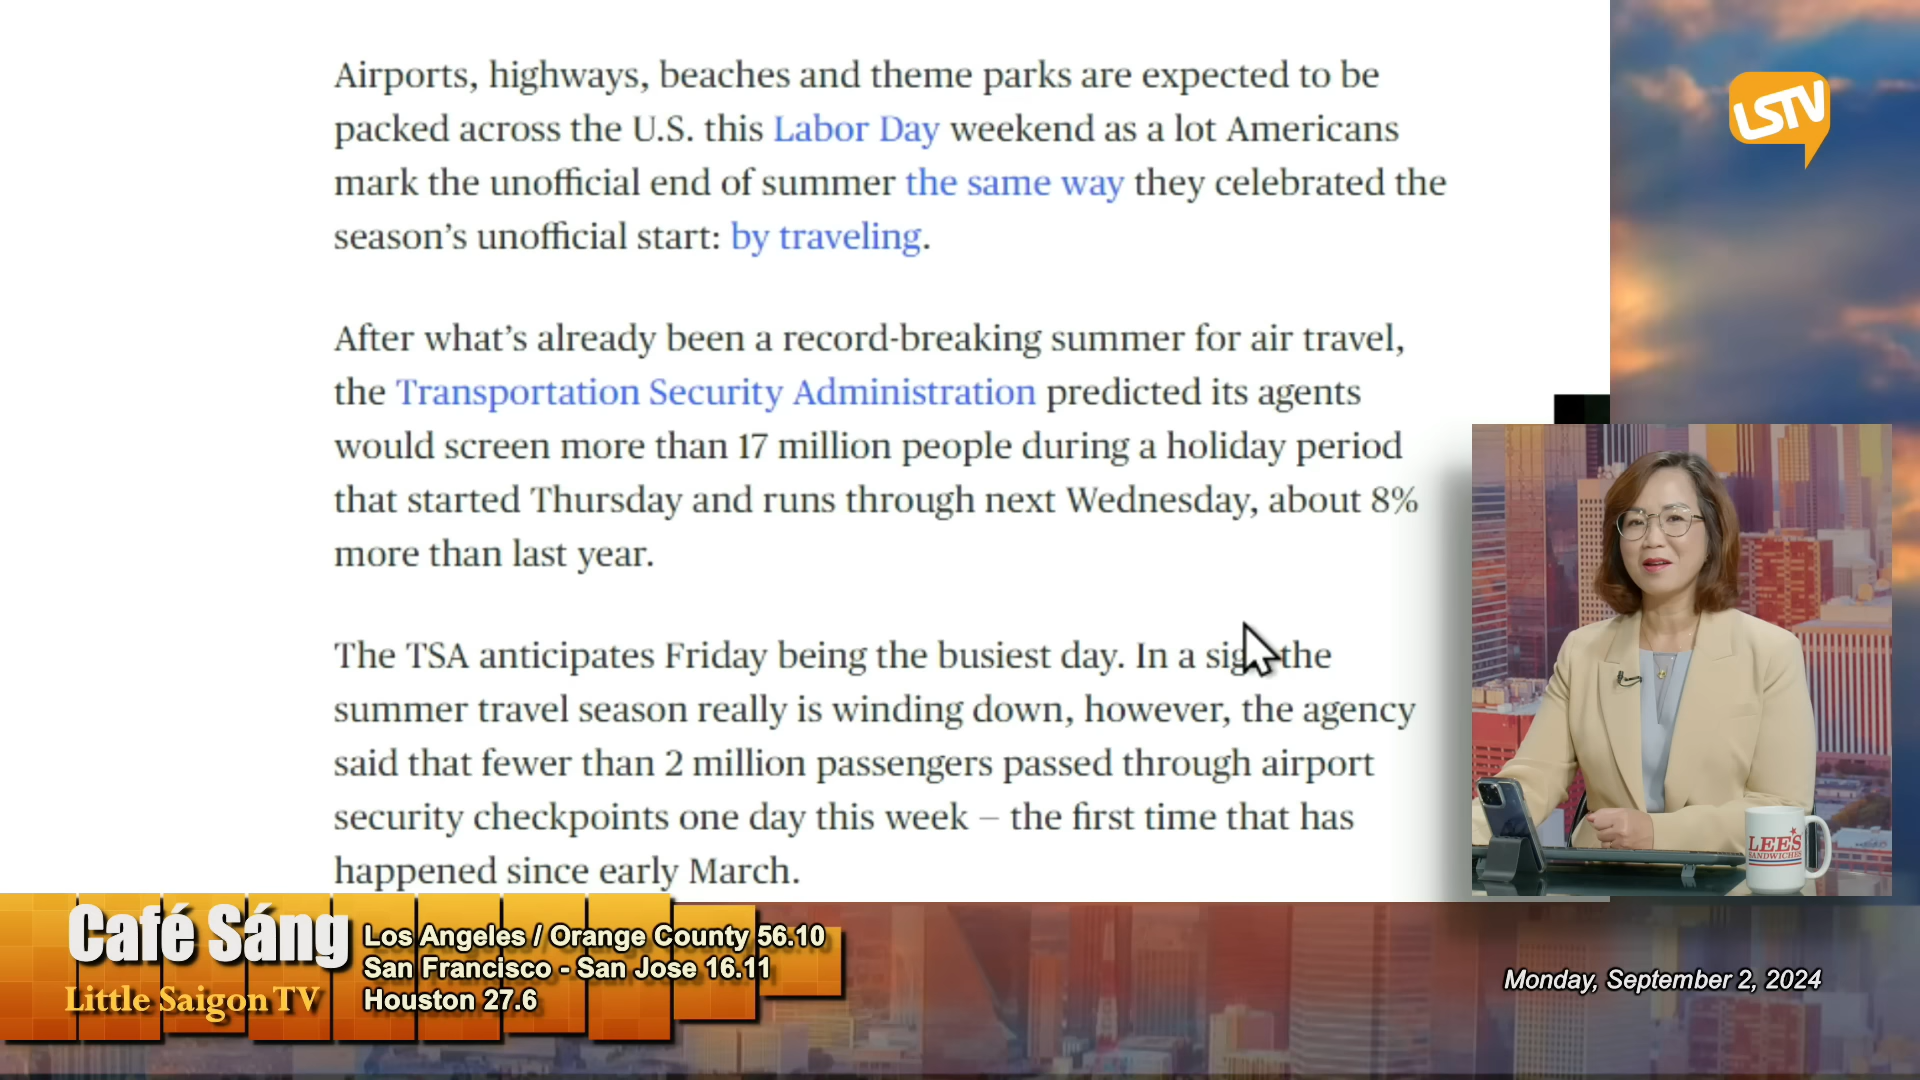 Airports, highways, beaches and theme parks are expected to be
packed across the U.S. this Labor Day weekend as a lot Americans
mark the unofficial end of summer the same way they celebrated the
season’s unofficial start: by traveling.
After what’s already been a record-breaking summer for air travel,
the Transportation Security Administration predicted its agents
would screen more than 17 million people during a holiday period
that started Thursday and runs through next Wednesday, about 8%
more than last year.
The TSA anticipates Friday being the busiest day. In a sig the
summer travel season really is winding down, however, the agency
said that fewer than 2 million passengers passed through airport
security checkpoints one day this week – the first time that has
happened since early March.
LSTV
LEE'S
SANDWICHES
Café Sáng
Little Saigon TV
Los Angeles / Orange County 56.10
San Francisco - San Jose 16.11
Houston 27.6
Monday, September 2, 2024